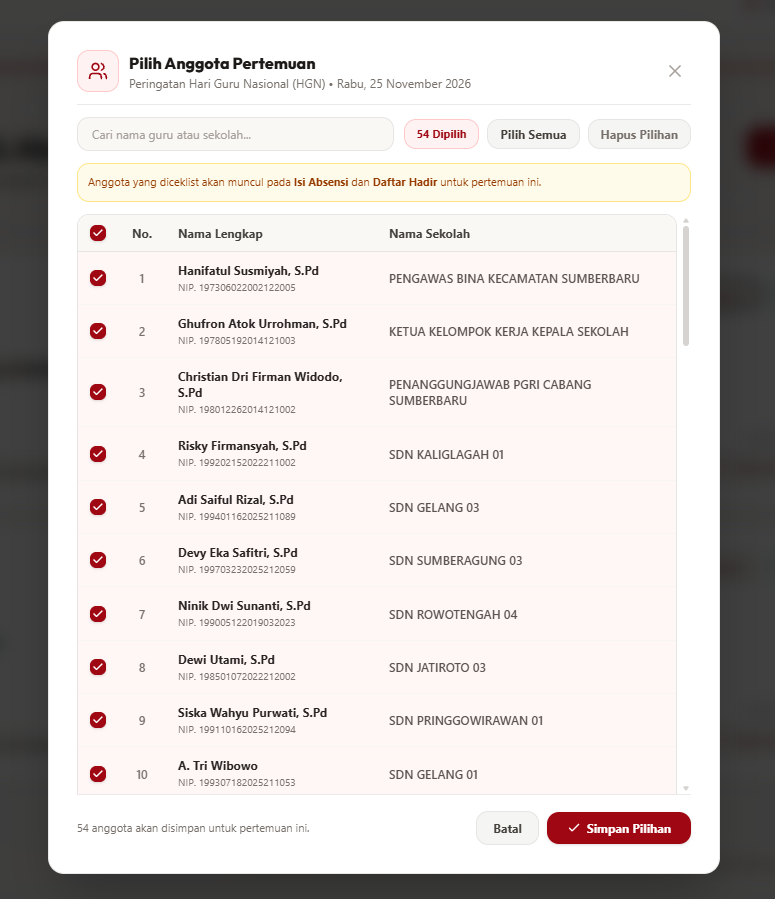 Pilih Anggota Pertemuan
Peringatan Hari Guru Nasional (HGN) • Rabu, 25 November 2026
Cari nama guru atau sekolah...
54 Dipilih
Pilih Semua
Hapus Pilihan
Anggota yang diceklist akan muncul pada Isi Absensi dan Daftar Hadir untuk pertemuan ini.
No. Nama Lengkap Nama Sekolah
1 Hanifatul Susmiyah, S.Pd
NIP. 197306022002122005
PENGAWAS BINA KECAMATAN SUMBERBARU
2 Ghufron Atok Urrohman, S.Pd
NIP. 197805192014121003
KETUA KELOMPOK KERJA KEPALA SEKOLAH
3 Christian Dri Firman Widodo,
S.Pd
NIP. 198012262014121002
PENANGGUNGJAWAB PGRI CABANG
SUMBERBARU
4 Risky Firmansyah, S.Pd
NIP. 199202152022211002
SDN KALIGLAGAH 01
5 Adi Saiful Rizal, S.Pd
NIP. 199401162025211089
SDN GELANG 03
6 Devy Eka Safitri, S.Pd
NIP. 199703232025212059
SDN SUMBERAGUNG 03
7 Ninik Dwi Sunanti, S.Pd
NIP. 199005122019032023
SDN ROWOTENGAH 04
8 Dewi Utami, S.Pd
NIP. 198501072022212002
SDN JATIROTO 03
9 Siska Wahyu Purwati, S.Pd
NIP. 199110162025212094
SDN PRINGGOWIRAWAN 01
10 A. Tri Wibowo
NIP. 199307182025211053
SDN GELANG 01
54 anggota akan disimpan untuk pertemuan ini.
Batal
Simpan Pilihan